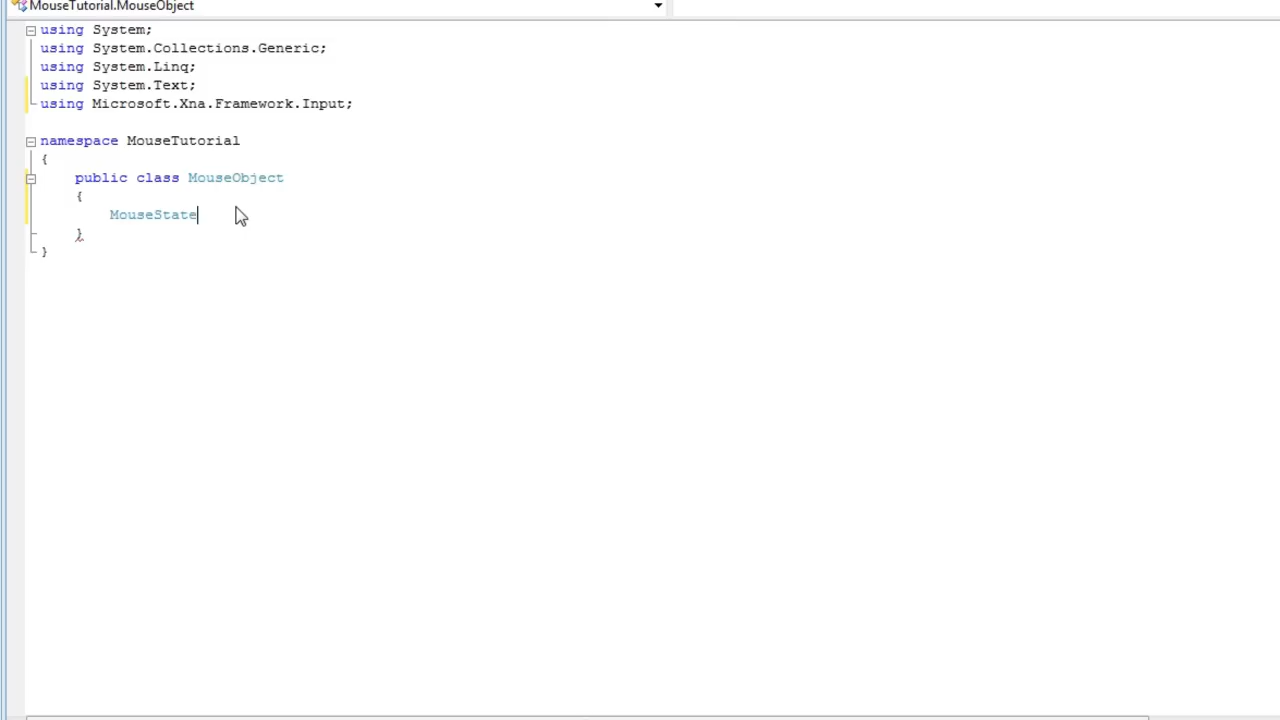 MouseTutorial.MouseObject
using System;
using System.Collections.Generic;
using System.Linq;
using System.Text;
using Microsoft.Xna.Framework.Input;
namespace MouseTutorial
{
public class MouseObject
{
MouseState
}
}